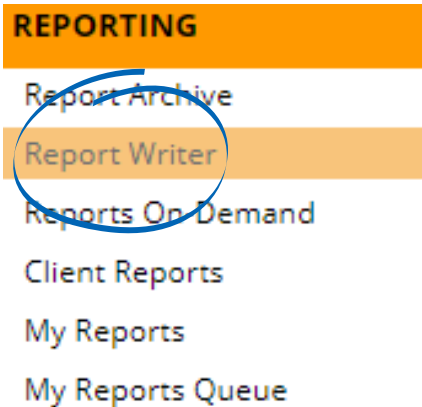 REPORTING
Report Archive
Report Writer
Reports On-Demand
Client Reports
My Reports
My Reports Queue